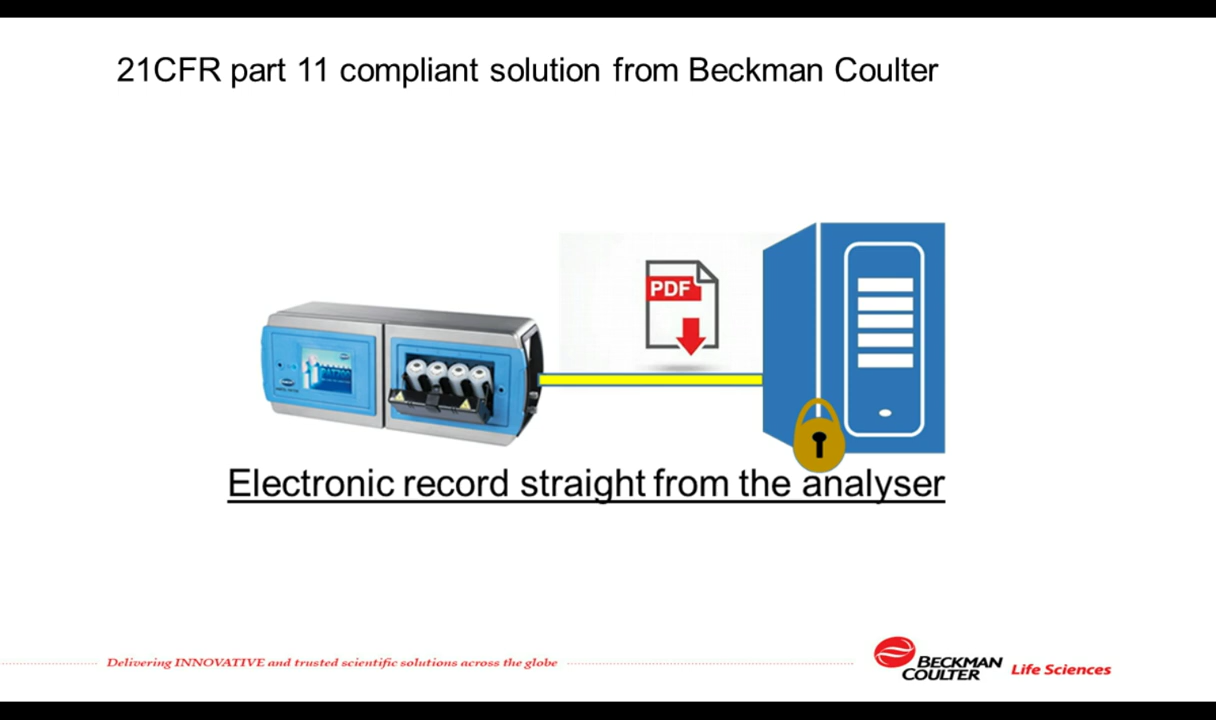 21CFR part 11 compliant solution from Beckman Coulter
PDF
Electronic record straight from the analyser
Delivering INNOVATIVE and trusted scientific solutions across the globe
BECKMAN
COULTER
Life Sciences